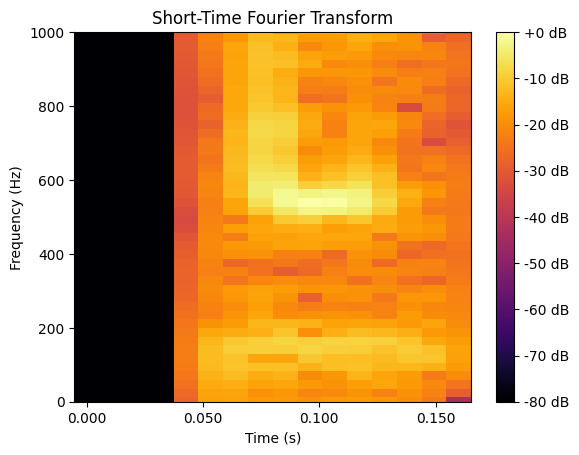 Short-Time Fourier Transform
1000
800
600
400
200
0
Frequency (Hz)
0.000
0.050
0.100
0.150
Time (s)
+0 dB
-10 dB
-20 dB
-30 dB
-40 dB
-50 dB
-60 dB
-70 dB
-80 dB